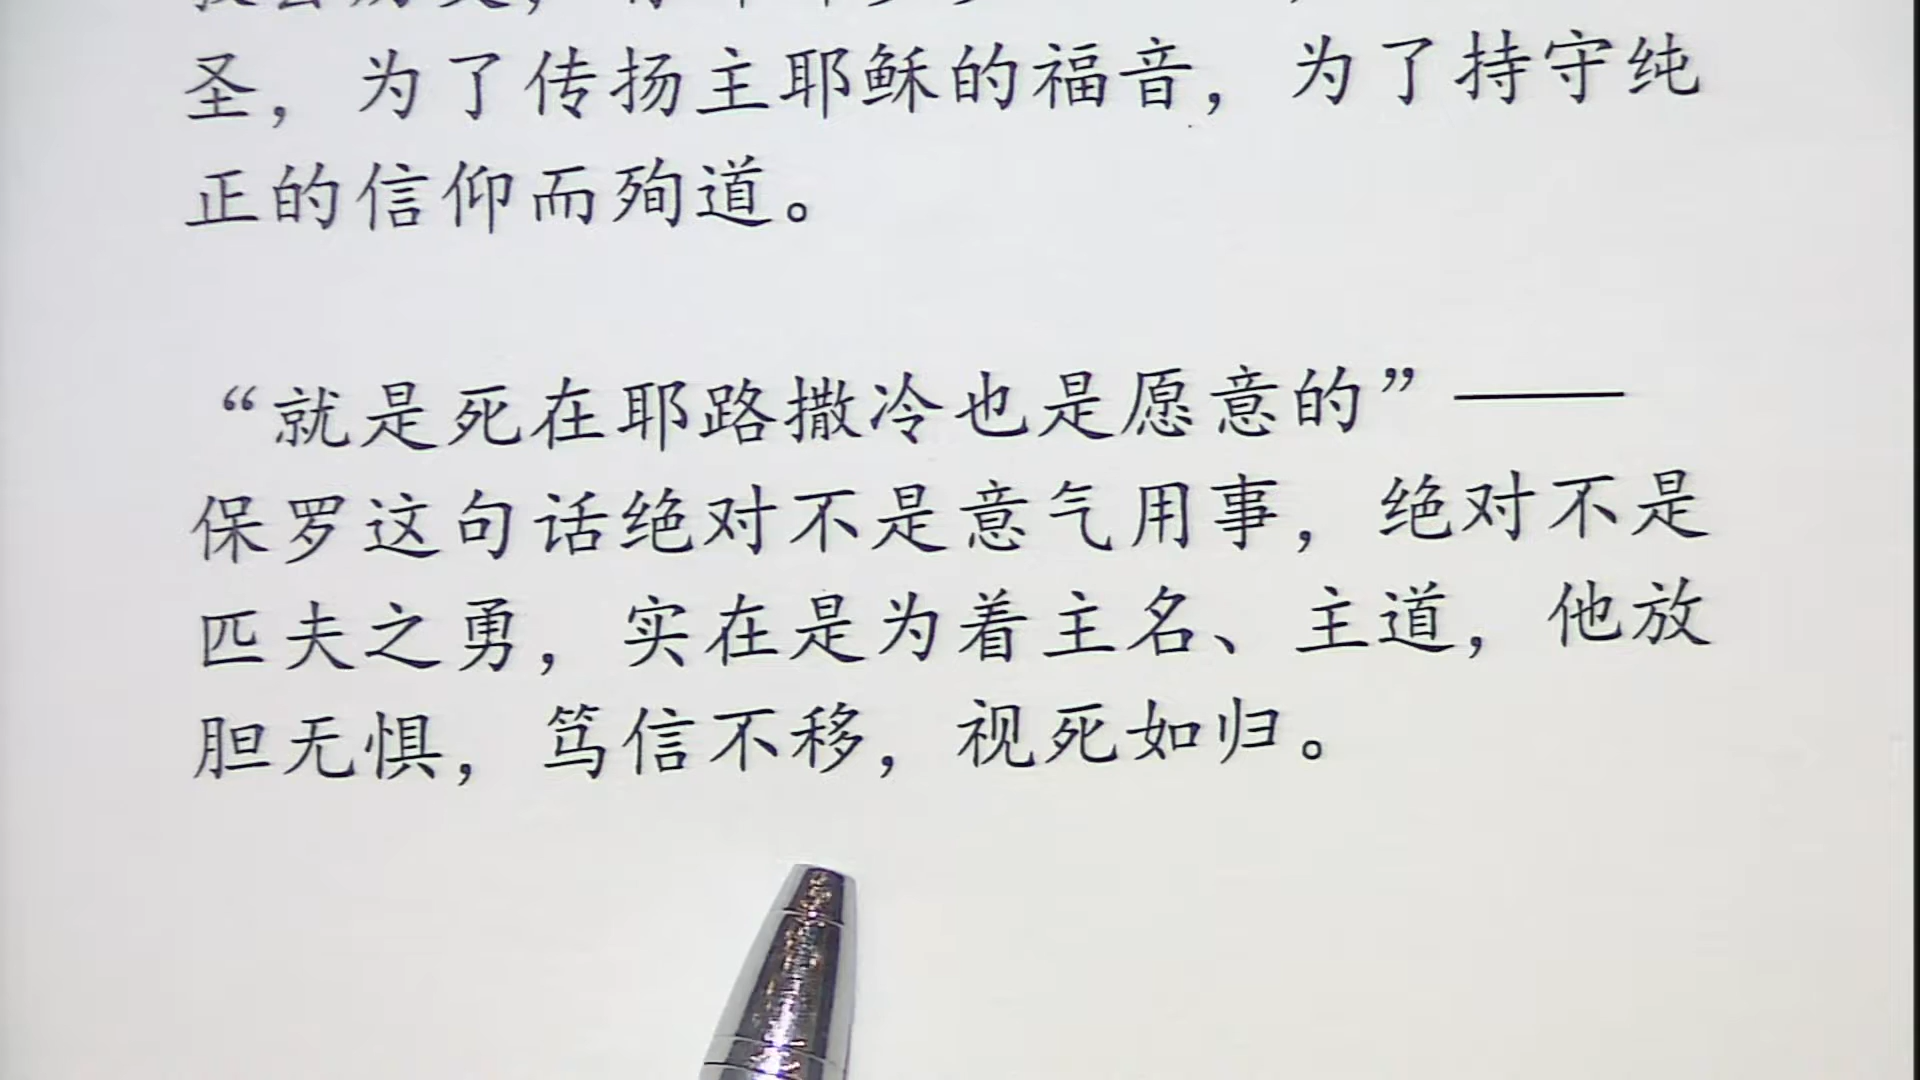 圣，为了传扬主耶稣的福音，为了持守纯
正的信仰而殉道。
“就是死在耶路撒冷也是愿意的”——
保罗这句话绝对不是意气用事，绝对不是
匹夫之勇，实在是为着主名、主道，他放
胆无惧，笃信不移，视死如归。